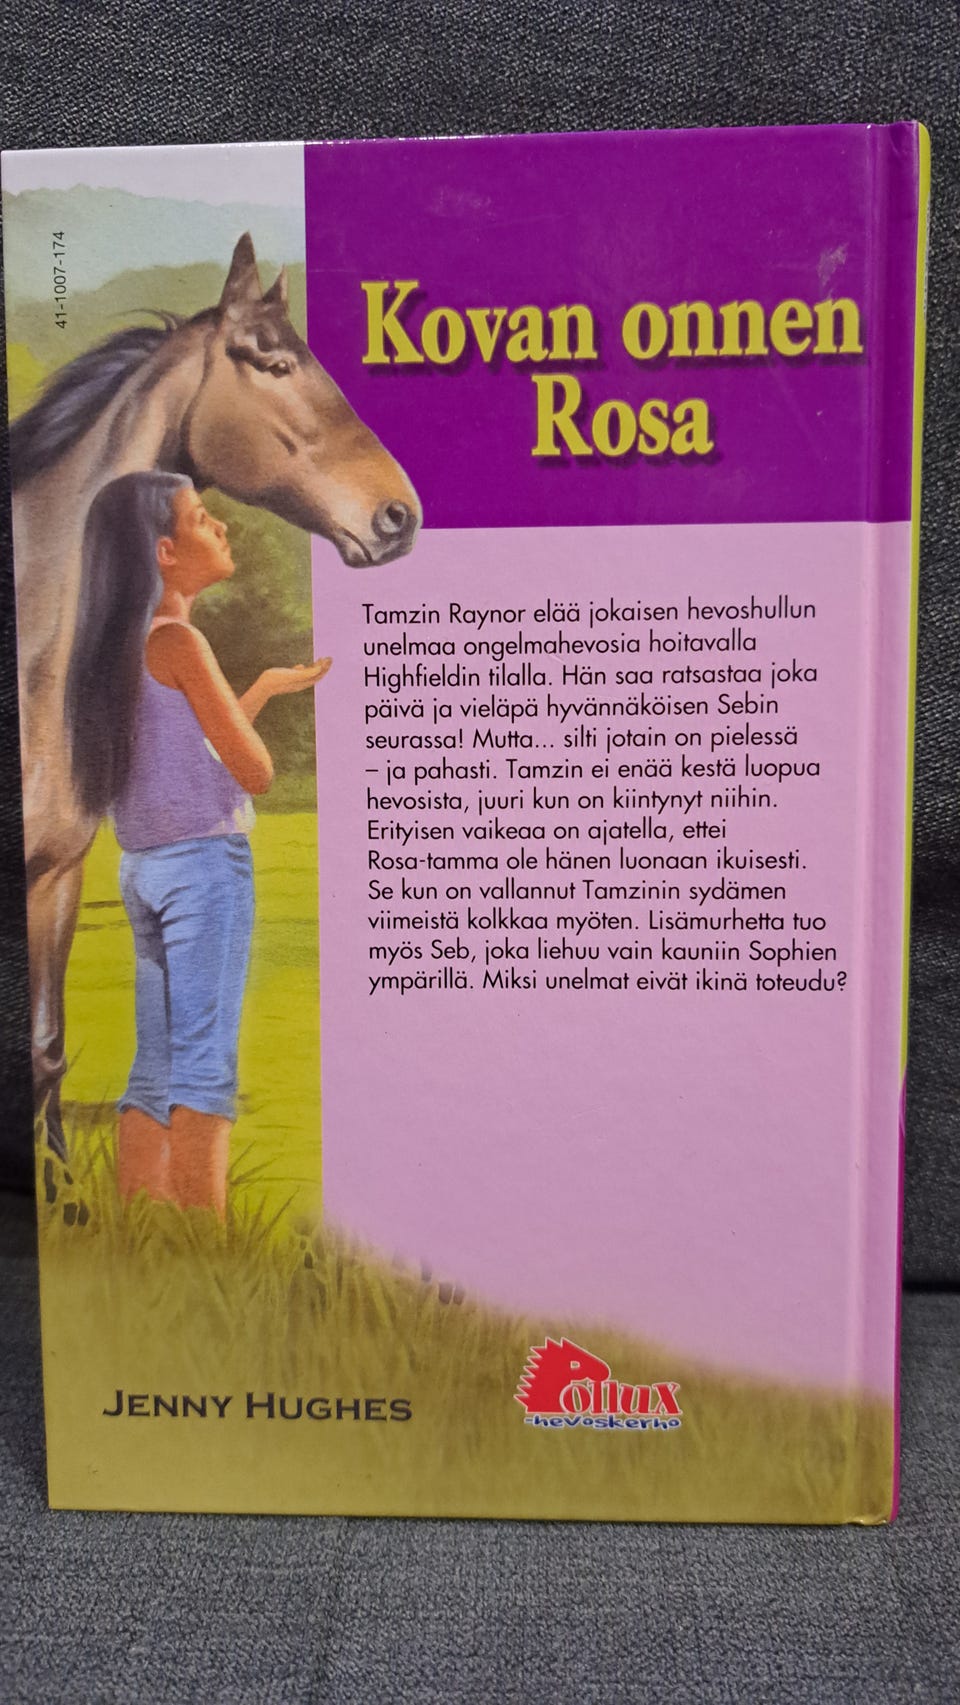 41-1007-174
Kovan onnen
Rosa
Tamzin Raynor elää jokaisen hevoshullun
unelmaa ongelmahevosia hoitavalla
Highfieldin tilalla. Hän saa ratsastaa joka
päivä ja vieläpä hyvännäköisen Sebin
seurassa! Mutta... silti jotain on pielessä
– ja pahasti. Tamzin ei enää kestä luopua
hevosista, juuri kun on kiintynyt niihin.
Erityisen vaikeaa on ajatella, ettei
Rosa-tamma ole hänen luonaan ikuisesti.
Se kun on vallannut Tamzinin sydämen
viimeistä kolkkaa myöten. Lisämurhetta tuo
myös Seb, joka liehuu vain kauniin Sophien
ympärillä. Miksi unelmat eivät ikinä toteudu?
JENNY HUGHES
Pollux
-hevoskerho